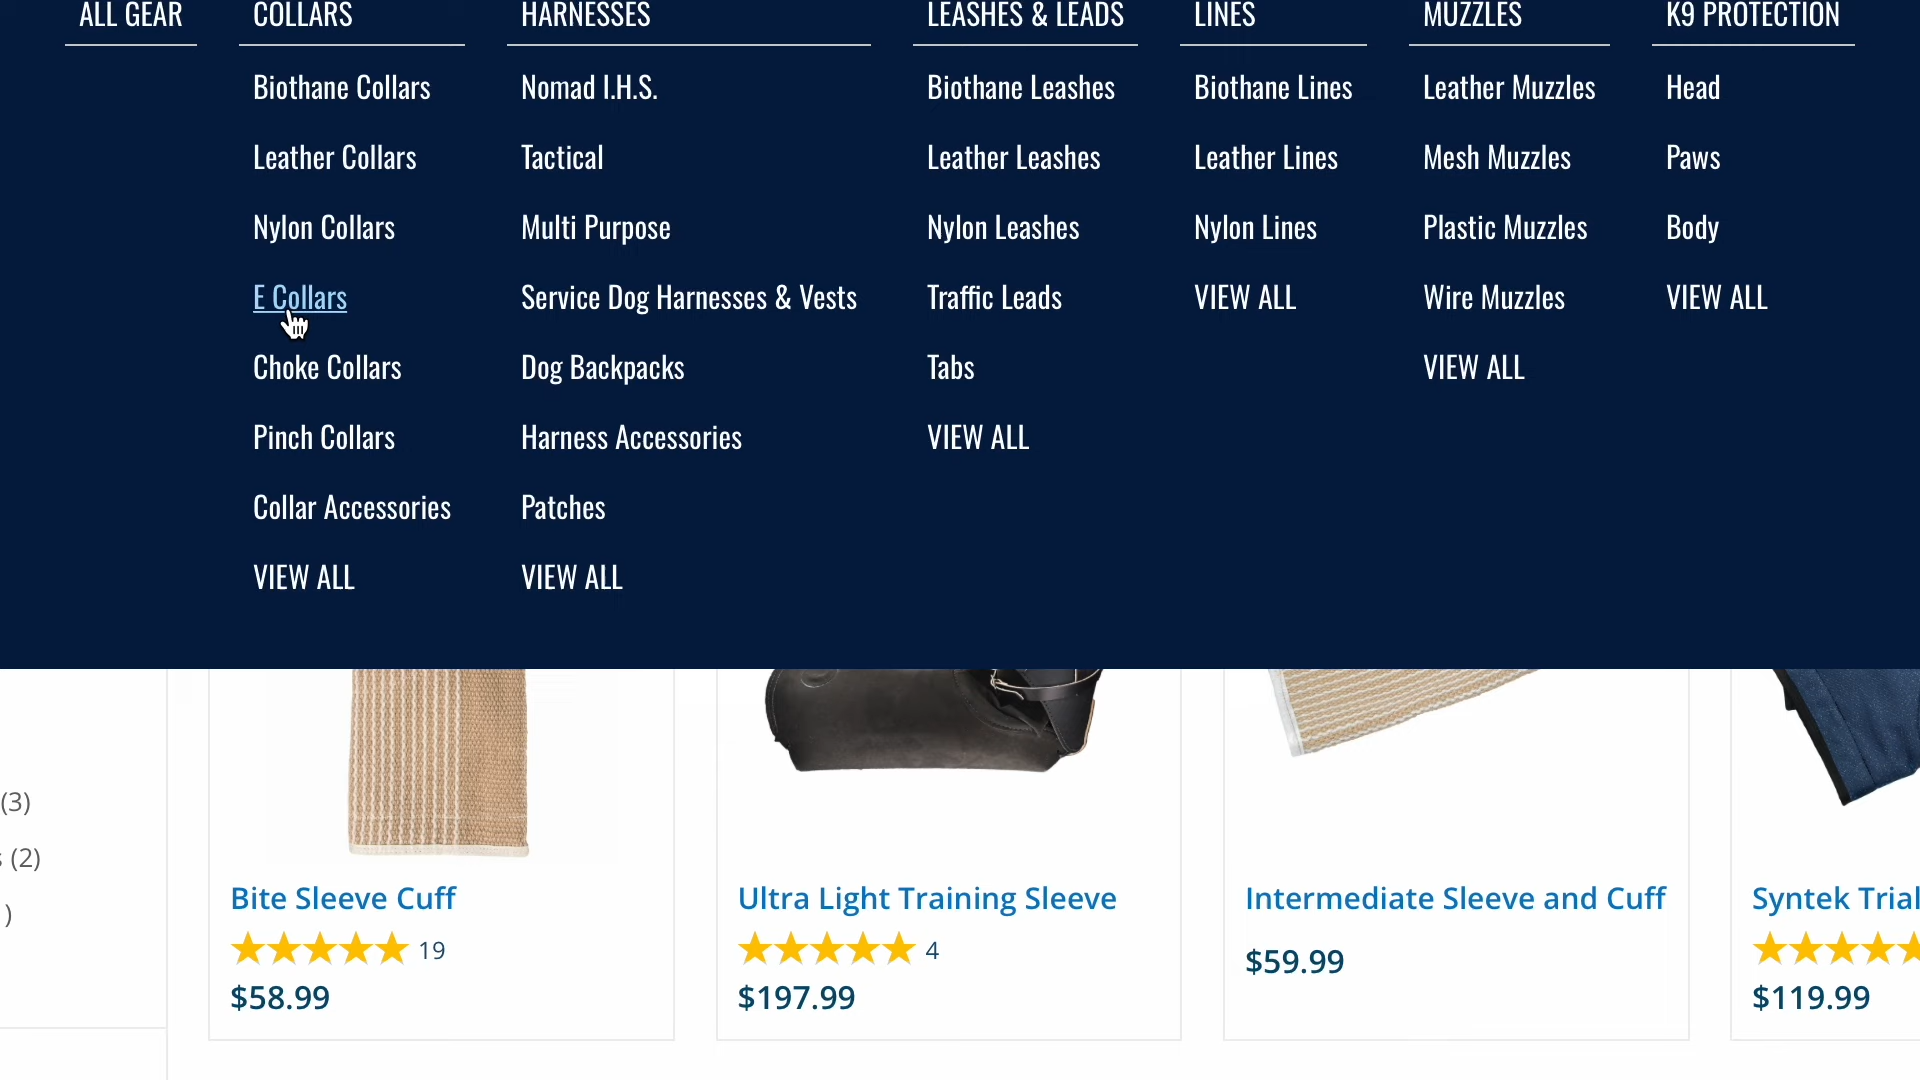 ALL GEAR
COLLARS
Biothane Collars
Leather Collars
Nylon Collars
E Collars
Choke Collars
Pinch Collars
Collar Accessories
VIEW ALL
HARNESSES
Nomad I.H.S.
Tactical
Multi Purpose
Service Dog Harnesses & Vests
Dog Backpacks
Harness Accessories
Patches
VIEW ALL
LEASHES & LEADS
Biothane Leashes
Leather Leashes
Nylon Leashes
Traffic Leads
Tabs
VIEW ALL
LINES
Biothane Lines
Leather Lines
Nylon Lines
VIEW ALL
MUZZLES
Leather Muzzles
Mesh Muzzles
Plastic Muzzles
Wire Muzzles
VIEW ALL
K9 PROTECTION
Head
Paws
Body
VIEW ALL
(3)
s (2)
)
Bite Sleeve Cuff
19
$58.99
Ultra Light Training Sleeve
4
$197.99
Intermediate Sleeve and Cuff
$59.99
Syntek Trial
$119.99